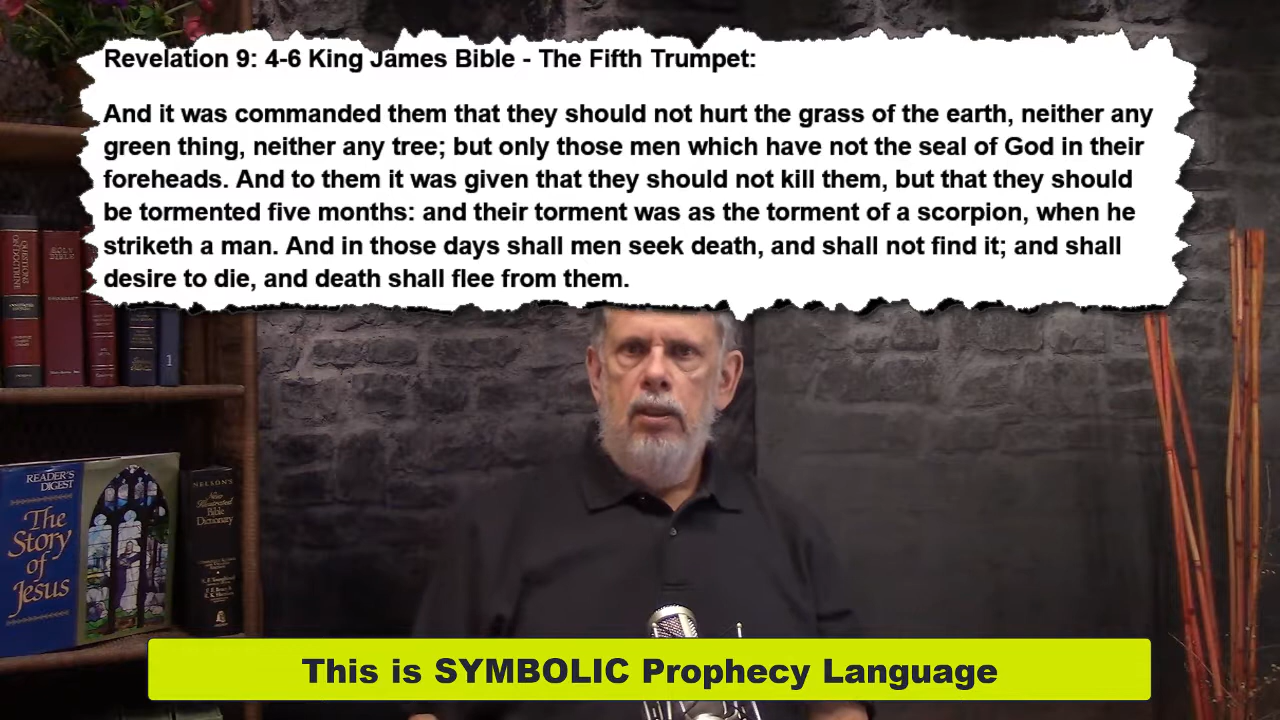 Revelation 9: 4-6 King James Bible - The Fifth Trumpet:
And it was commanded them that they should not hurt the grass of the earth, neither any
green thing, neither any tree; but only those men which have not the seal of God in their
foreheads. And to them it was given that they should not kill them, but that they should
be tormented five months: and their torment was as the torment of a scorpion, when he
striketh a man. And in those days shall men seek death, and shall not find it; and shall
desire to die, and death shall flee from them.
QUESTIONS
ON DOCTRINE
HOLY
BIBLE
1
READER'S
DIGEST
The
Story
of
Jesus
NELSON'S
New
Illustrated
Bible
Dictionary
This is SYMBOLIC Prophecy Language